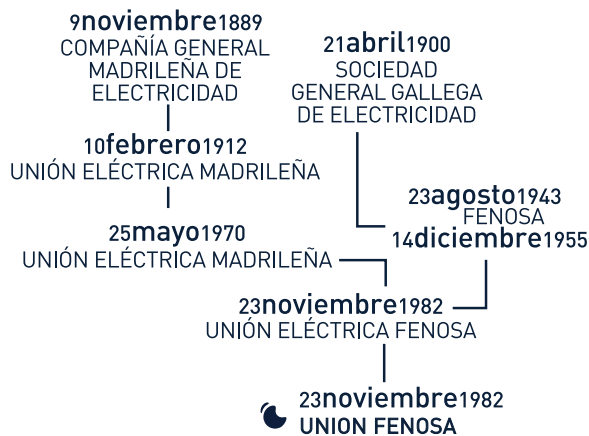 9noviembre1889
COMPAÑÍA GENERAL
MADRILEÑA DE
ELECTRICIDAD
21abril1900
SOCIEDAD
GENERAL GALLEGA
DE ELECTRICIDAD
10febrero1912
UNIÓN ELÉCTRICA MADRILEÑA
23agosto1943
FENOSA
14diciembre1955
25mayo1970
UNIÓN ELÉCTRICA MADRILEÑA
23noviembre1982
UNIÓN ELÉCTRICA FENOSA
23noviembre1982
UNION FENOSA